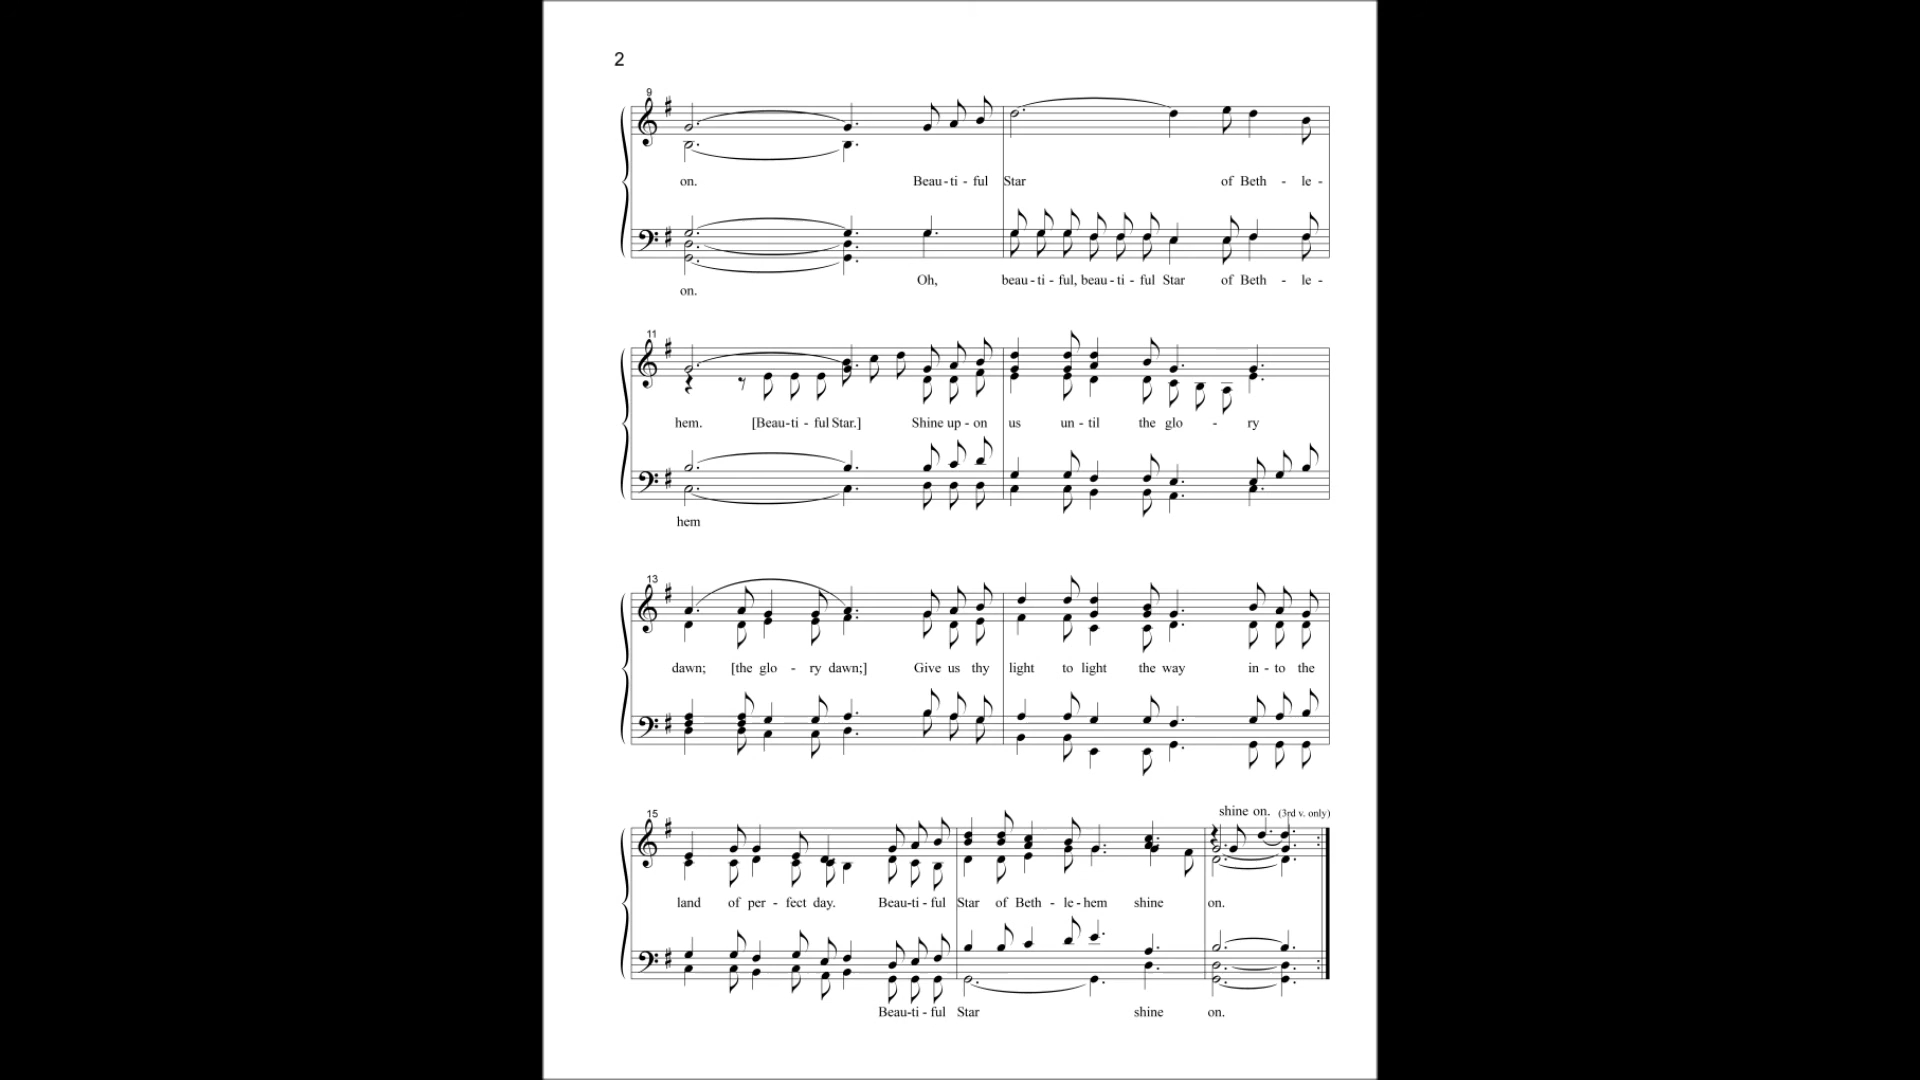 2
9
on. Beau - ti - ful Star of Beth - le -
Oh, beau - ti - ful, beau - ti - ful Star of Beth - le -
on.
11
hem. [Beau - ti - ful Star.] Shine up - on us un - til the glo - ry
hem
13
dawn; [the glo - ry dawn;] Give us thy light to light the way in - to the
shine on. (3rd v. only)
15
land of per - fect day. Beau - ti - ful Star of Beth - le - hem shine on.
Beau - ti - ful Star shine on.